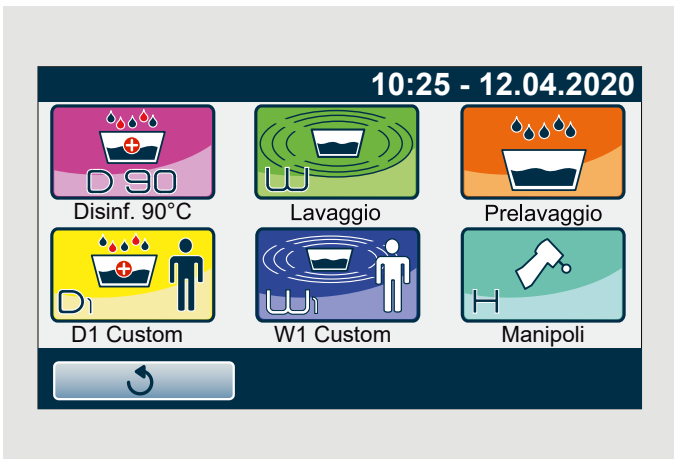 10:25 - 12.04.2020
D 90
Disinf. 90°C
W
Lavaggio
Prelavaggio
D1
D1 Custom
W1
W1 Custom
H
Manipoli